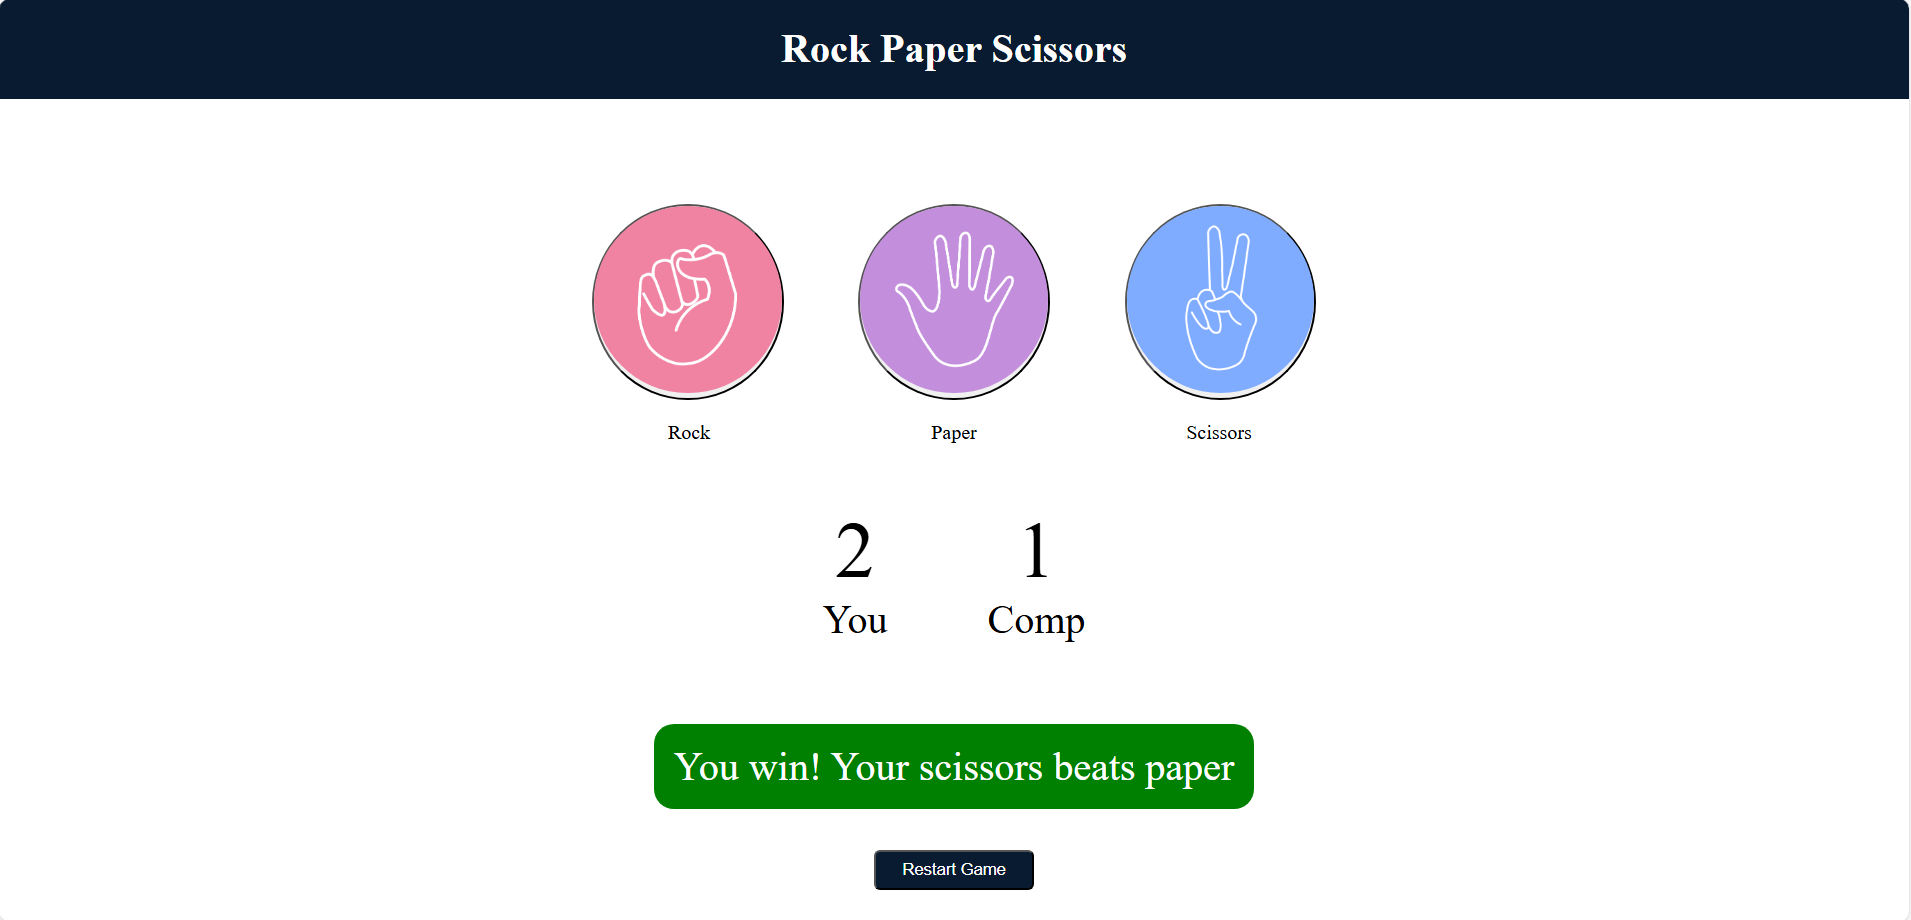 Rock Paper Scissors
Rock
Paper
Scissors
2
1
You
Comp
You win! Your scissors beats paper
Restart Game